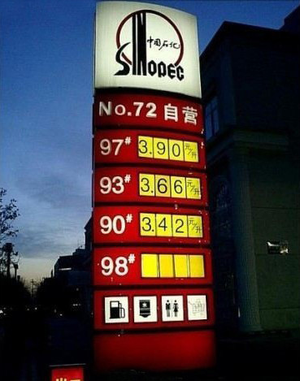 中国石化
SINOPEC
No.72 自营
97# 3.90 元/升
93# 3.66 元/升
90# 3.42 元/升
98#